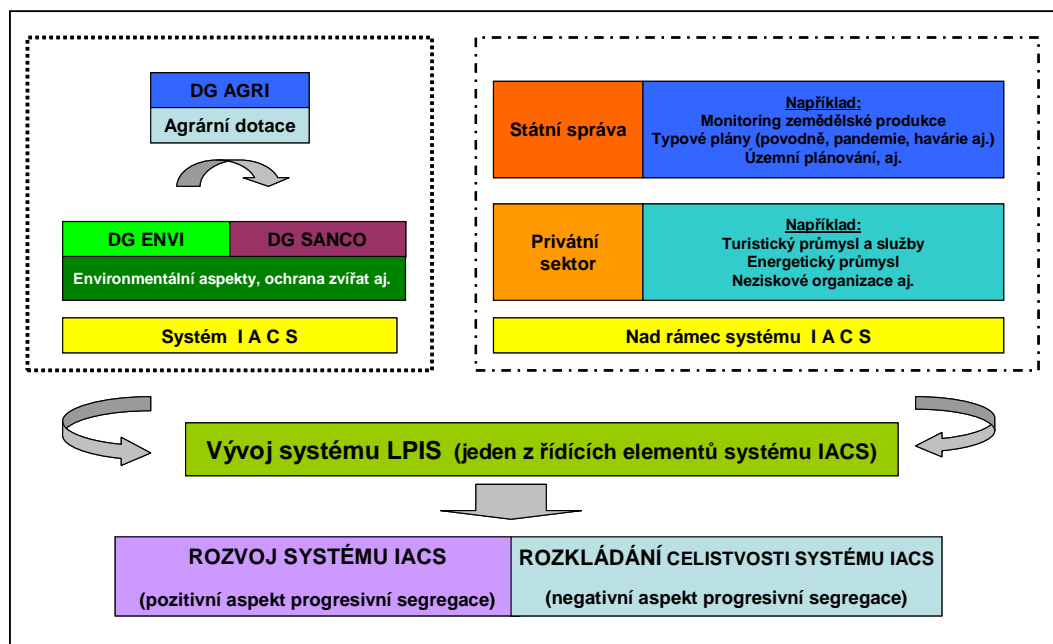 DG AGRI
Agrární dotace
DG ENVI
DG SANCO
Environmentální aspekty, ochrana zvířat aj.
Systém I A C S
Státní správa
Například:
Monitoring zemědělské produkce
Typové plány (povodně, pandemie, havárie aj.)
Územní plánování, aj.
Privátní
sektor
Například:
Turistický průmysl a služby
Energetický průmysl
Neziskové organizace aj.
Nad rámec systému I A C S
Vývoj systému LPIS (jeden z řídících elementů systému IACS)
ROZVOJ SYSTÉMU IACS
(pozitivní aspekt progresivní segregace)
ROZKLÁDÁNÍ CELISTVOSTI SYSTÉMU IACS
(negativní aspekt progresivní segregace)